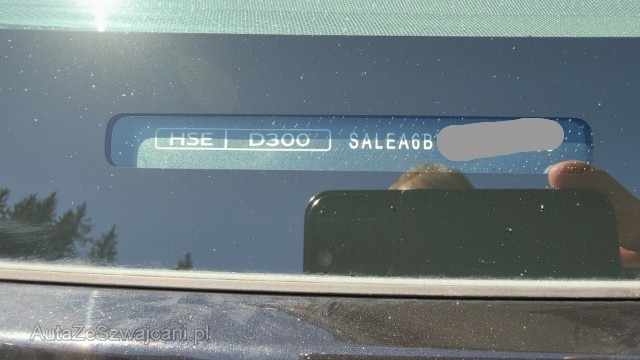 HSE | D300 SALEA6B
AutaZeSzwajcarii.pl